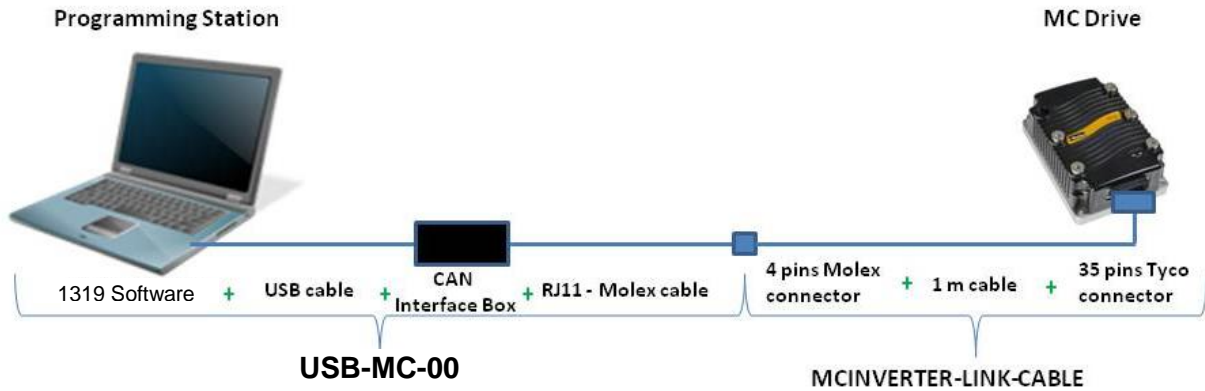 Programming Station
MC Drive
1319 Software + USB cable + CAN Interface Box + RJ11 - Molex cable
4 pins Molex connector + 1 m cable + 35 pins Tyco connector
USB-MC-00
MCINVERTER-LINK-CABLE